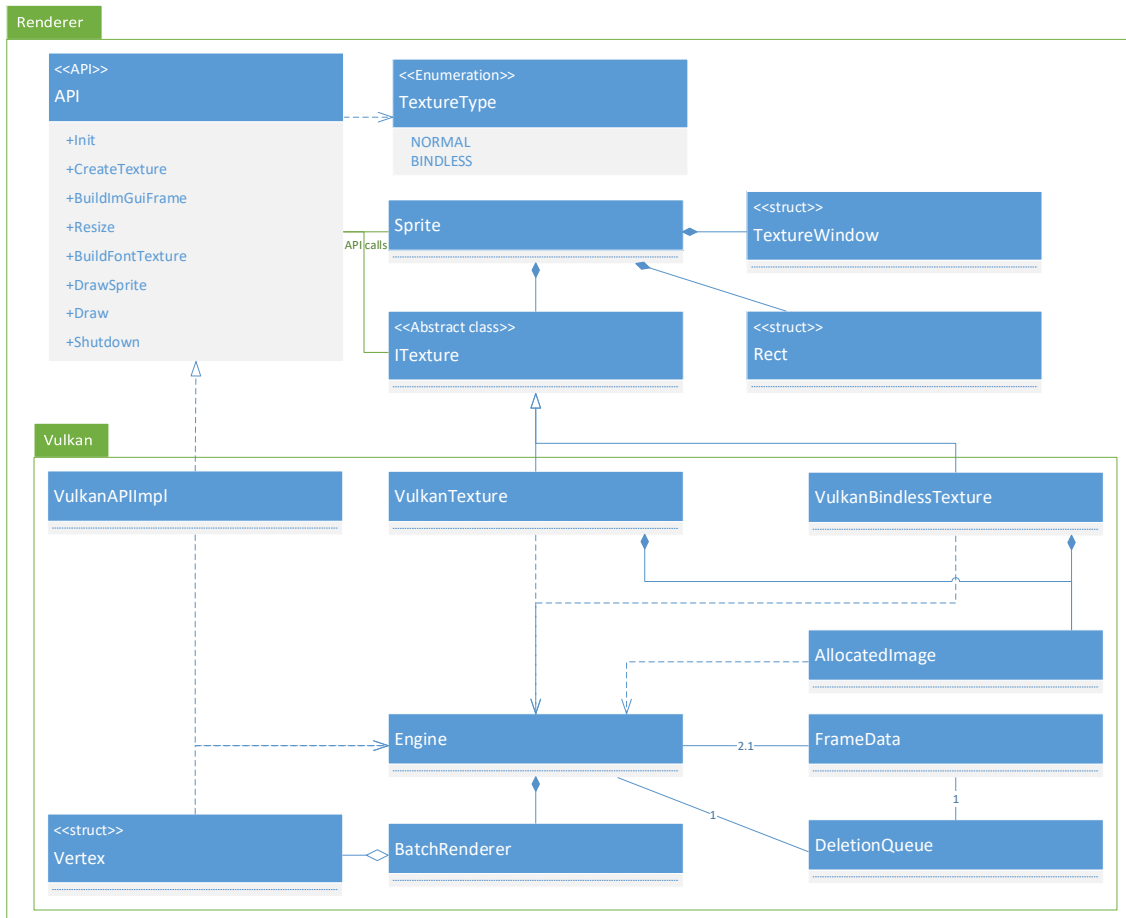 Renderer
<<API>>
API
+Init
+CreateTexture
+BuildImGuiFrame
+Resize
+BuildFontTexture
+DrawSprite
+Draw
+Shutdown
<<Enumeration>>
TextureType
NORMAL
BINDLESS
API calls
Sprite
<<struct>>
TextureWindow
<<Abstract class>>
ITexture
<<struct>>
Rect
Vulkan
VulkanAPIImpl
VulkanTexture
VulkanBindlessTexture
AllocatedImage
Engine
2.1
FrameData
1
1
<<struct>>
Vertex
BatchRenderer
DeletionQueue